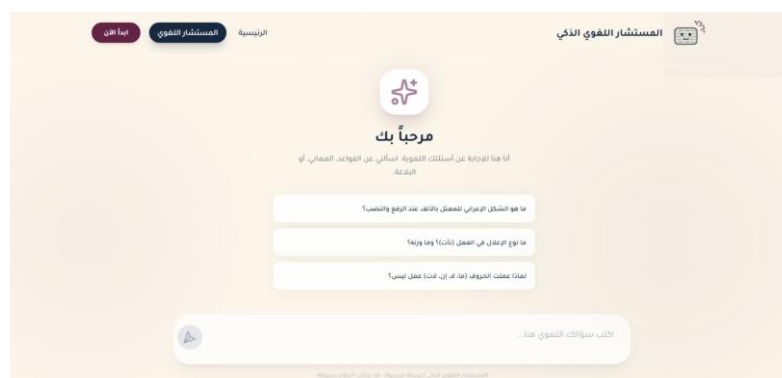 المستشار اللغوي الذكي
الرئيسية
المستشار اللغوي
ابدأ الآن
مرحباً بك
أنا هنا للإجابة عن أسئلتك اللغوية. اسألني عن القواعد، المعاني، أو
البلاغة.
ما هو الشكل الإعرابي للمعتل بالألف عند الرفع والنصب؟
ما نوع الإعلال في الفعل (نأت)؟ وما وزنه؟
لماذا عملت الحروف (ما، لا، إن، لات) عمل ليس؟
اكتب سؤالك اللغوي هنا...